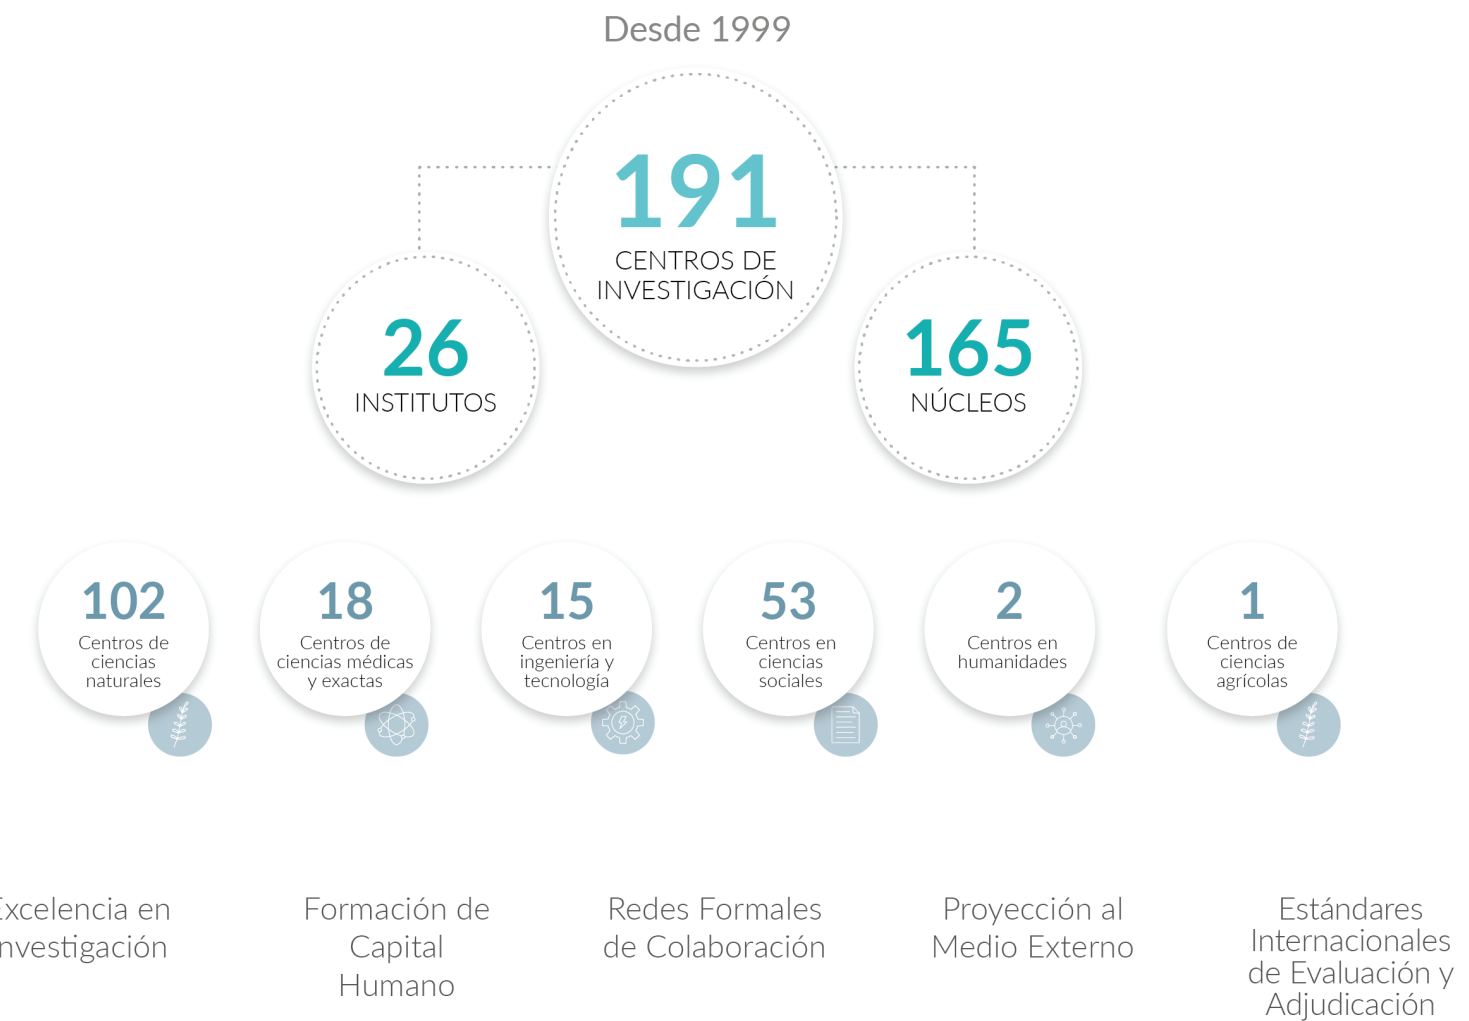 Desde 1999
191
CENTROS DE
INVESTIGACIÓN
26
INSTITUTOS
165
NÚCLEOS
102
Centros de
ciencias
naturales
18
Centros de
ciencias médicas
y exactas
15
Centros en
ingeniería y
tecnología
53
Centros en
ciencias
sociales
2
Centros en
humanidades
1
Centros de
ciencias
agrícolas
Excelencia en
nvestigación
Formación de
Capital
Humano
Redes Formales
de Colaboración
Proyección al
Medio Externo
Estándares
Internacionales
de Evaluación y
Adjudicación